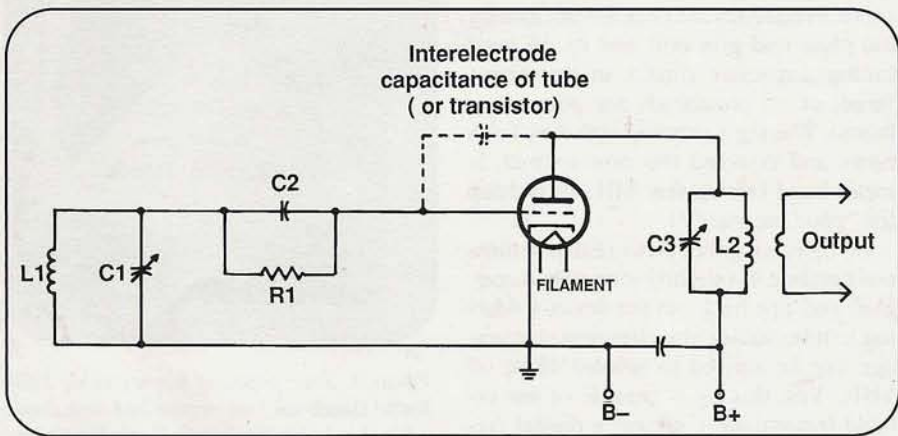 Interelectrode
capacitance of tube
( or transistor)
C2
L1
C1
R1
FILAMENT
C3
L2
Output
B–
B+